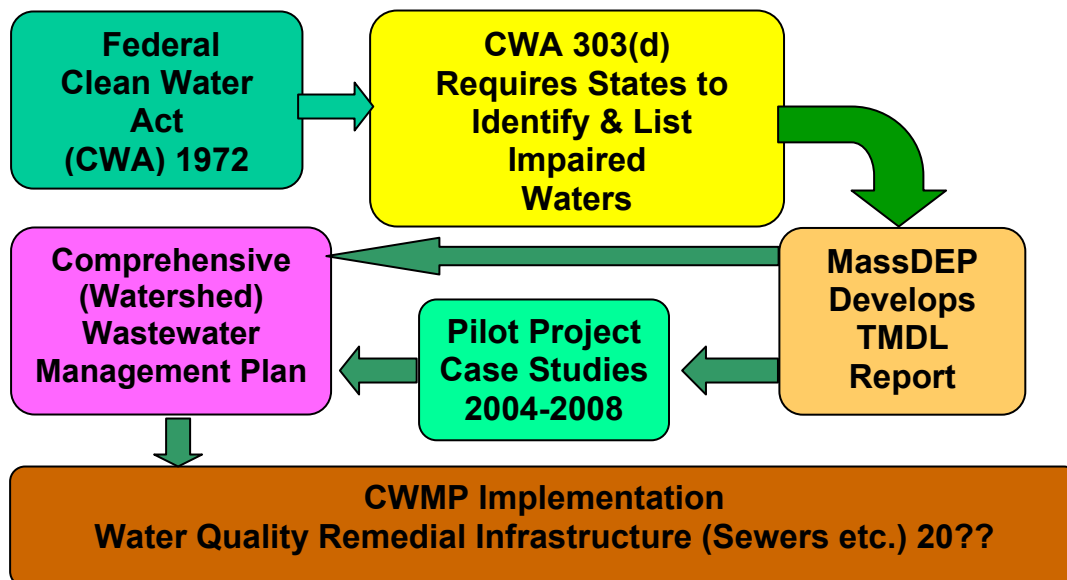 Federal
Clean Water
Act
(CWA) 1972
CWA 303(d)
Requires States to
Identify & List
Impaired
Waters
MassDEP
Develops
TMDL
Report
Pilot Project
Case Studies
2004-2008
Comprehensive
(Watershed)
Wastewater
Management Plan
CWMP Implementation
Water Quality Remedial Infrastructure (Sewers etc.) 20??